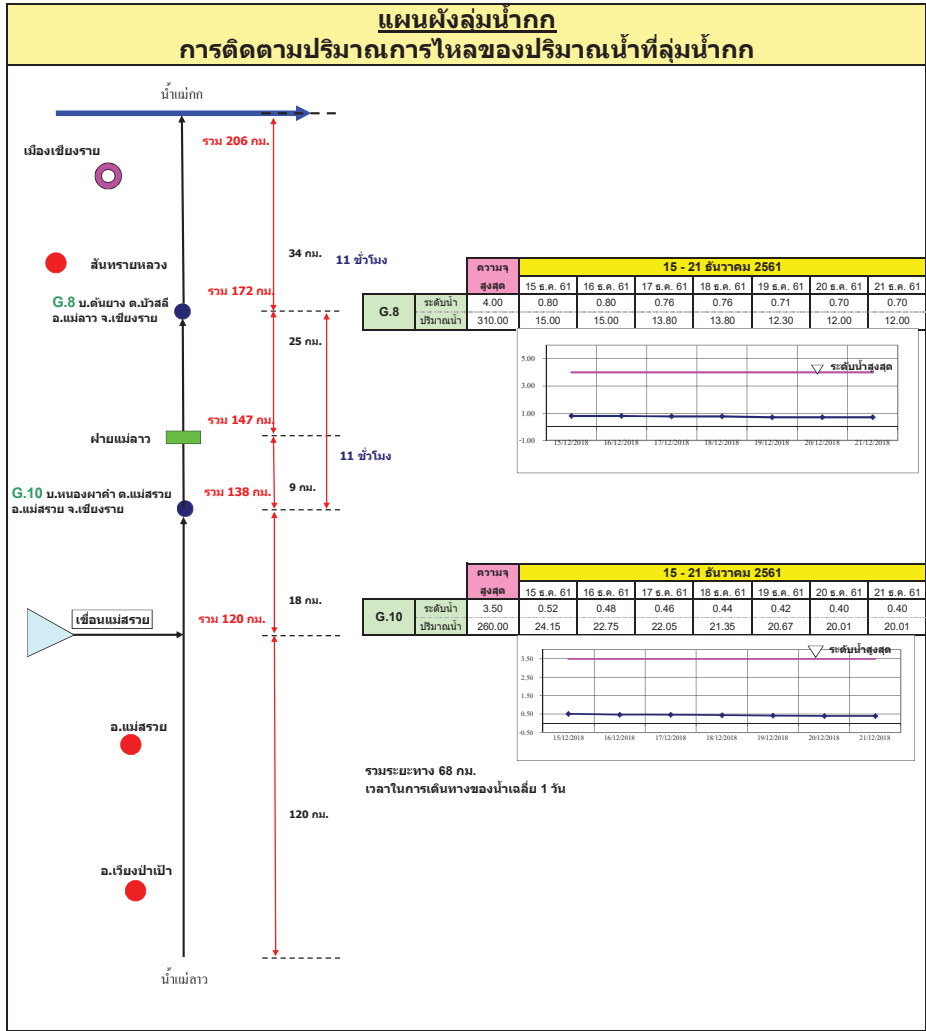 แผนผังลุ่มน้ำกก
การติดตามปริมาณการไหลของปริมาณน้ำที่ลุ่มน้ำกก
น้ำแม่กก
รวม 206 กม.
เมืองเชียงราย
34 กม.
11 ชั่วโมง
สันทรายหลวง
รวม 172 กม.
G.8 บ.ต้นยาง ต.บัวสลี
อ.แม่ลาว จ.เชียงราย
ความจุ 15 - 21 ธันวาคม 2561
สูงสุด 15 ธ.ค. 61 16 ธ.ค. 61 17 ธ.ค. 61 18 ธ.ค. 61 19 ธ.ค. 61 20 ธ.ค. 61 21 ธ.ค. 61
G.8
ระดับน้ำ 4.00 0.80 0.80 0.76 0.76 0.71 0.70 0.70
ปริมาณน้ำ 310.00 15.00 15.00 13.80 13.80 12.30 12.00 12.00
25 กม.
ระดับน้ำสูงสุด
5.00
3.00
1.00
-1.00
15/12/2018 16/12/2018 17/12/2018 18/12/2018 19/12/2018 20/12/2018 21/12/2018
รวม 147 กม.
ฝายแม่ลาว
11 ชั่วโมง
9 กม.
รวม 138 กม.
G.10 บ.หนองผาคำ ต.แม่สรวย
อ.แม่สรวย จ.เชียงราย
ความจุ 15 - 21 ธันวาคม 2561
สูงสุด 15 ธ.ค. 61 16 ธ.ค. 61 17 ธ.ค. 61 18 ธ.ค. 61 19 ธ.ค. 61 20 ธ.ค. 61 21 ธ.ค. 61
G.10
ระดับน้ำ 3.50 0.52 0.48 0.46 0.44 0.42 0.40 0.40
ปริมาณน้ำ 260.00 24.15 22.75 22.05 21.35 20.67 20.01 20.01
18 กม.
เขื่อนแม่สรวย
รวม 120 กม.
ระดับน้ำสูงสุด
3.50
2.50
1.50
0.50
-0.50
15/12/2018 16/12/2018 17/12/2018 18/12/2018 19/12/2018 20/12/2018 21/12/2018
อ.แม่สรวย
รวมระยะทาง 68 กม.
เวลาในการเดินทางของน้ำเฉลี่ย 1 วัน
120 กม.
อ.เวียงป่าเป้า
น้ำแม่ลาว